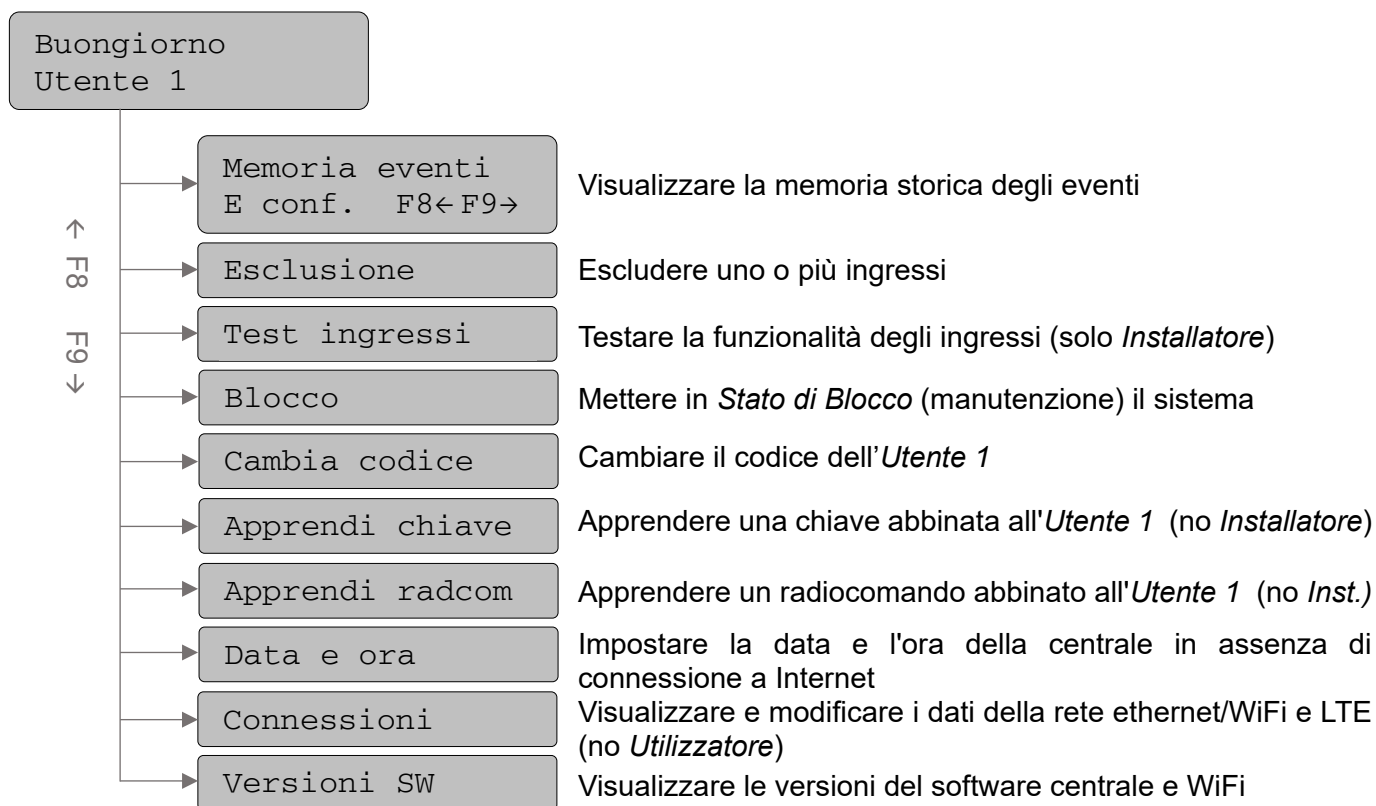 Buongiorno
Utente 1
Memoria eventi
E conf. F8← F9→
Visualizzare la memoria storica degli eventi
← F8 F9 →
Esclusione
Escludere uno o più ingressi
Test ingressi
Testare la funzionalità degli ingressi (solo Installatore)
Blocco
Mettere in Stato di Blocco (manutenzione) il sistema
Cambia codice
Cambiare il codice dell’Utente 1
Apprendi chiave
Apprendere una chiave abbinata all'Utente 1 (no Installatore)
Apprendi radcom
Apprendere un radiocomando abbinato all'Utente 1 (no Inst.)
Data e ora
Impostare la data e l'ora della centrale in assenza di
connessione a Internet
Connessioni
Visualizzare e modificare i dati della rete ethernet/WiFi e LTE
(no Utilizzatore)
Versioni SW
Visualizzare le versioni del software centrale e WiFi